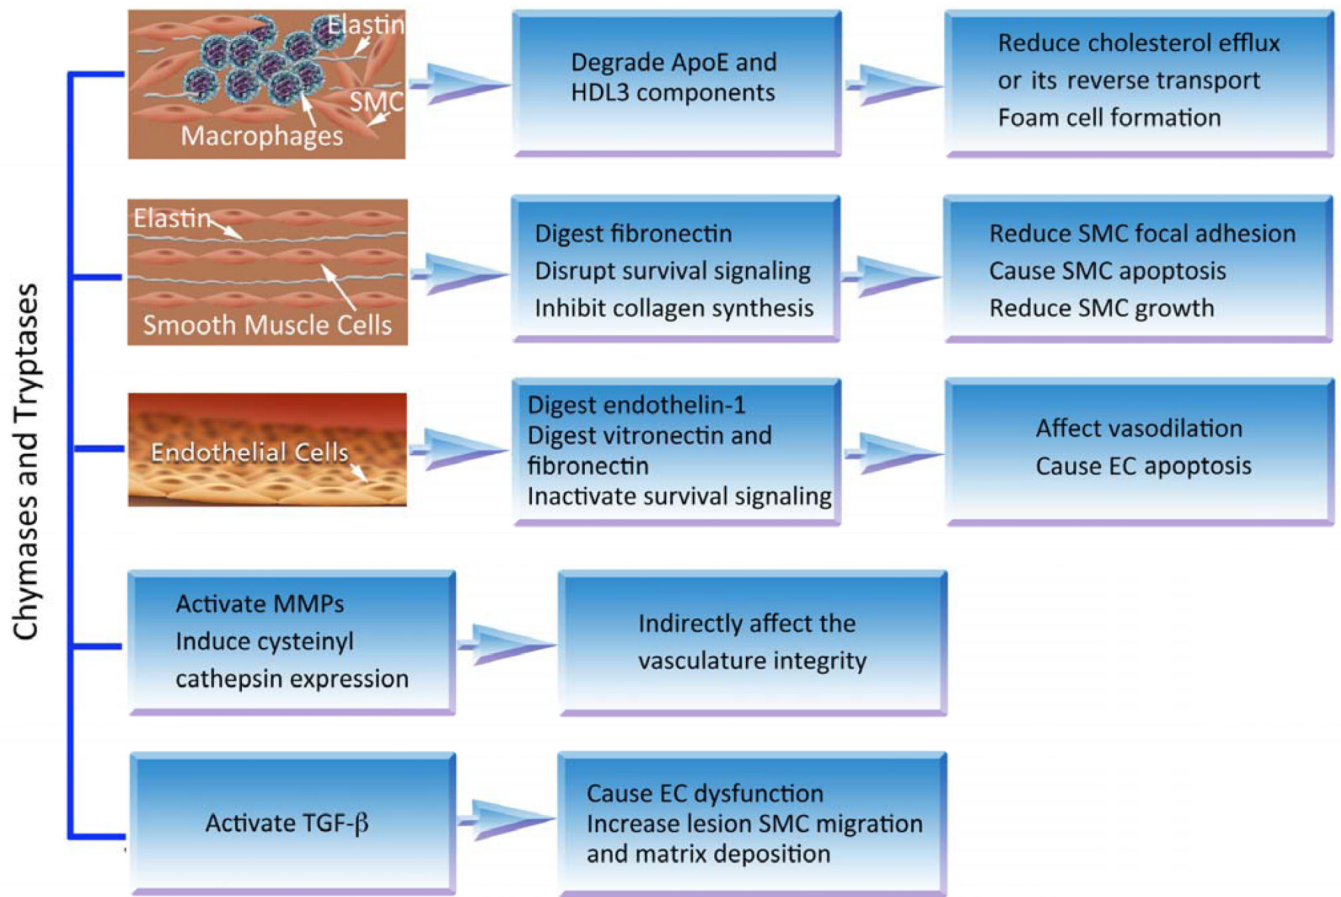 Chymases and Tryptases
Elastin
SMC
Macrophages
Degrade ApoE and
HDL3 components
Reduce cholesterol efflux
or its reverse transport
Foam cell formation
Elastin
Smooth Muscle Cells
Digest fibronectin
Disrupt survival signaling
Inhibit collagen synthesis
Reduce SMC focal adhesion
Cause SMC apoptosis
Reduce SMC growth
Endothelial Cells
Digest endothelin-1
Digest vitronectin and
fibronectin
Inactivate survival signaling
Affect vasodilation
Cause EC apoptosis
Activate MMPs
Induce cysteinyl
cathepsin expression
Indirectly affect the
vasculature integrity
Activate TGF-β
Cause EC dysfunction
Increase lesion SMC migration
and matrix deposition